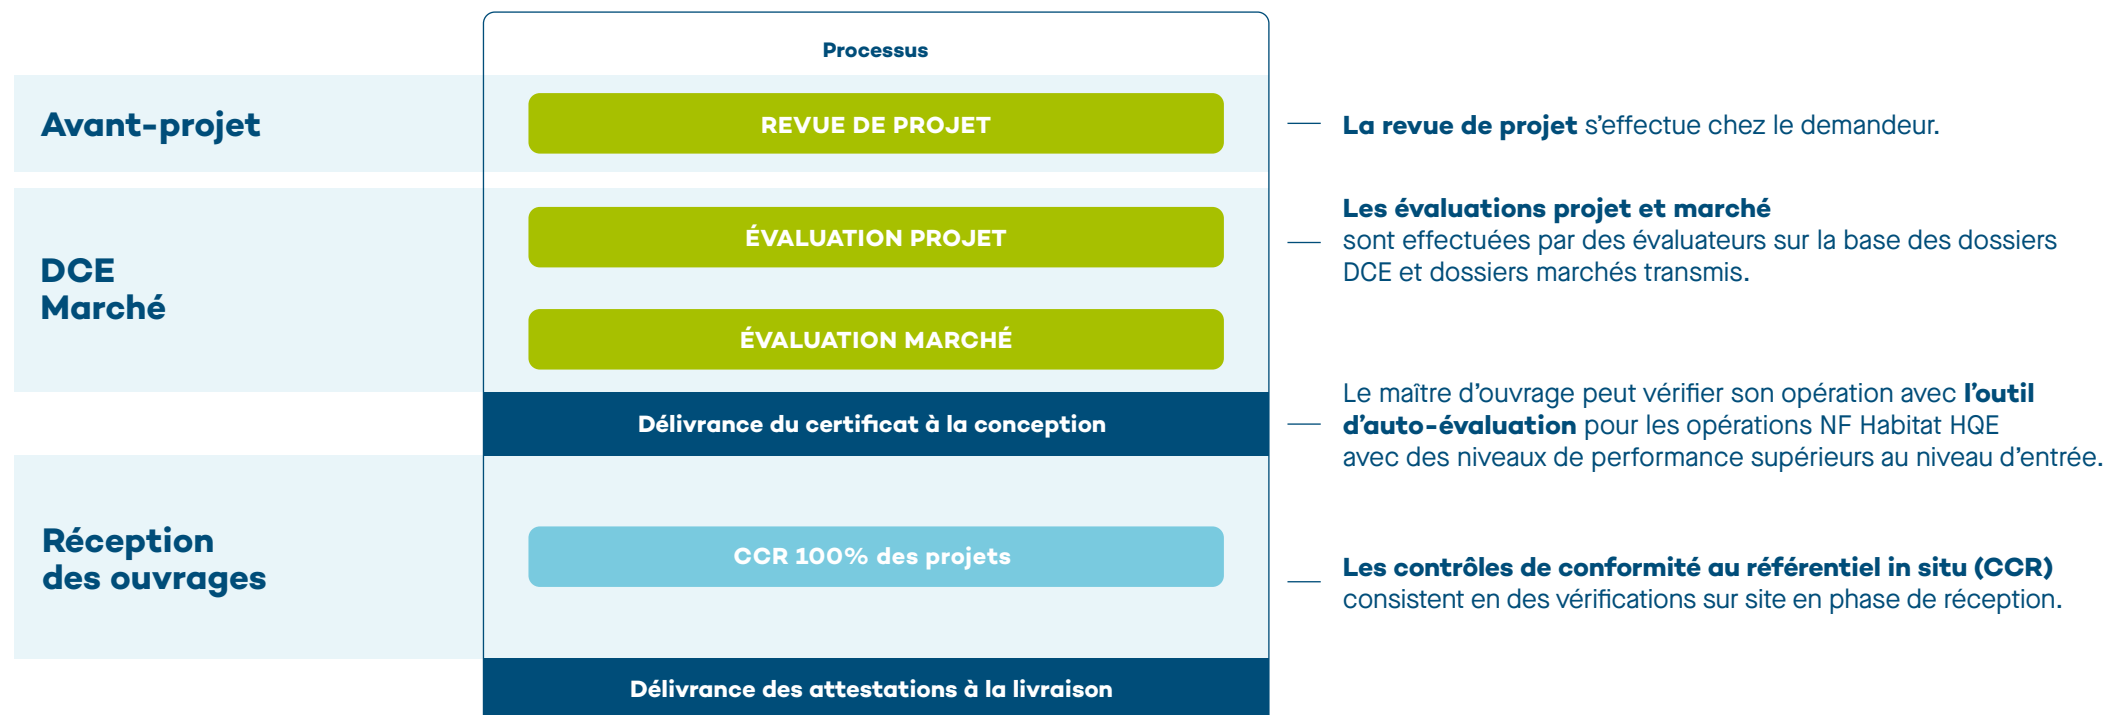 Processus
Avant-projet
REVUE DE PROJET
La revue de projet s'effectue chez le demandeur.
DCE
Marché
ÉVALUATION PROJET
ÉVALUATION MARCHÉ
Les évaluations projet et marché
sont effectuées par des évaluateurs sur la base des dossiers
DCE et dossiers marchés transmis.
Délivrance du certificat à la conception
Le maître d'ouvrage peut vérifier son opération avec l'outil
d'auto-évaluation pour les opérations NF Habitat HQE
avec des niveaux de performance supérieurs au niveau d'entrée.
Réception
des ouvrages
CCR 100% des projets
Les contrôles de conformité au référentiel in situ (CCR)
consistent en des vérifications sur site en phase de réception.
Délivrance des attestations à la livraison